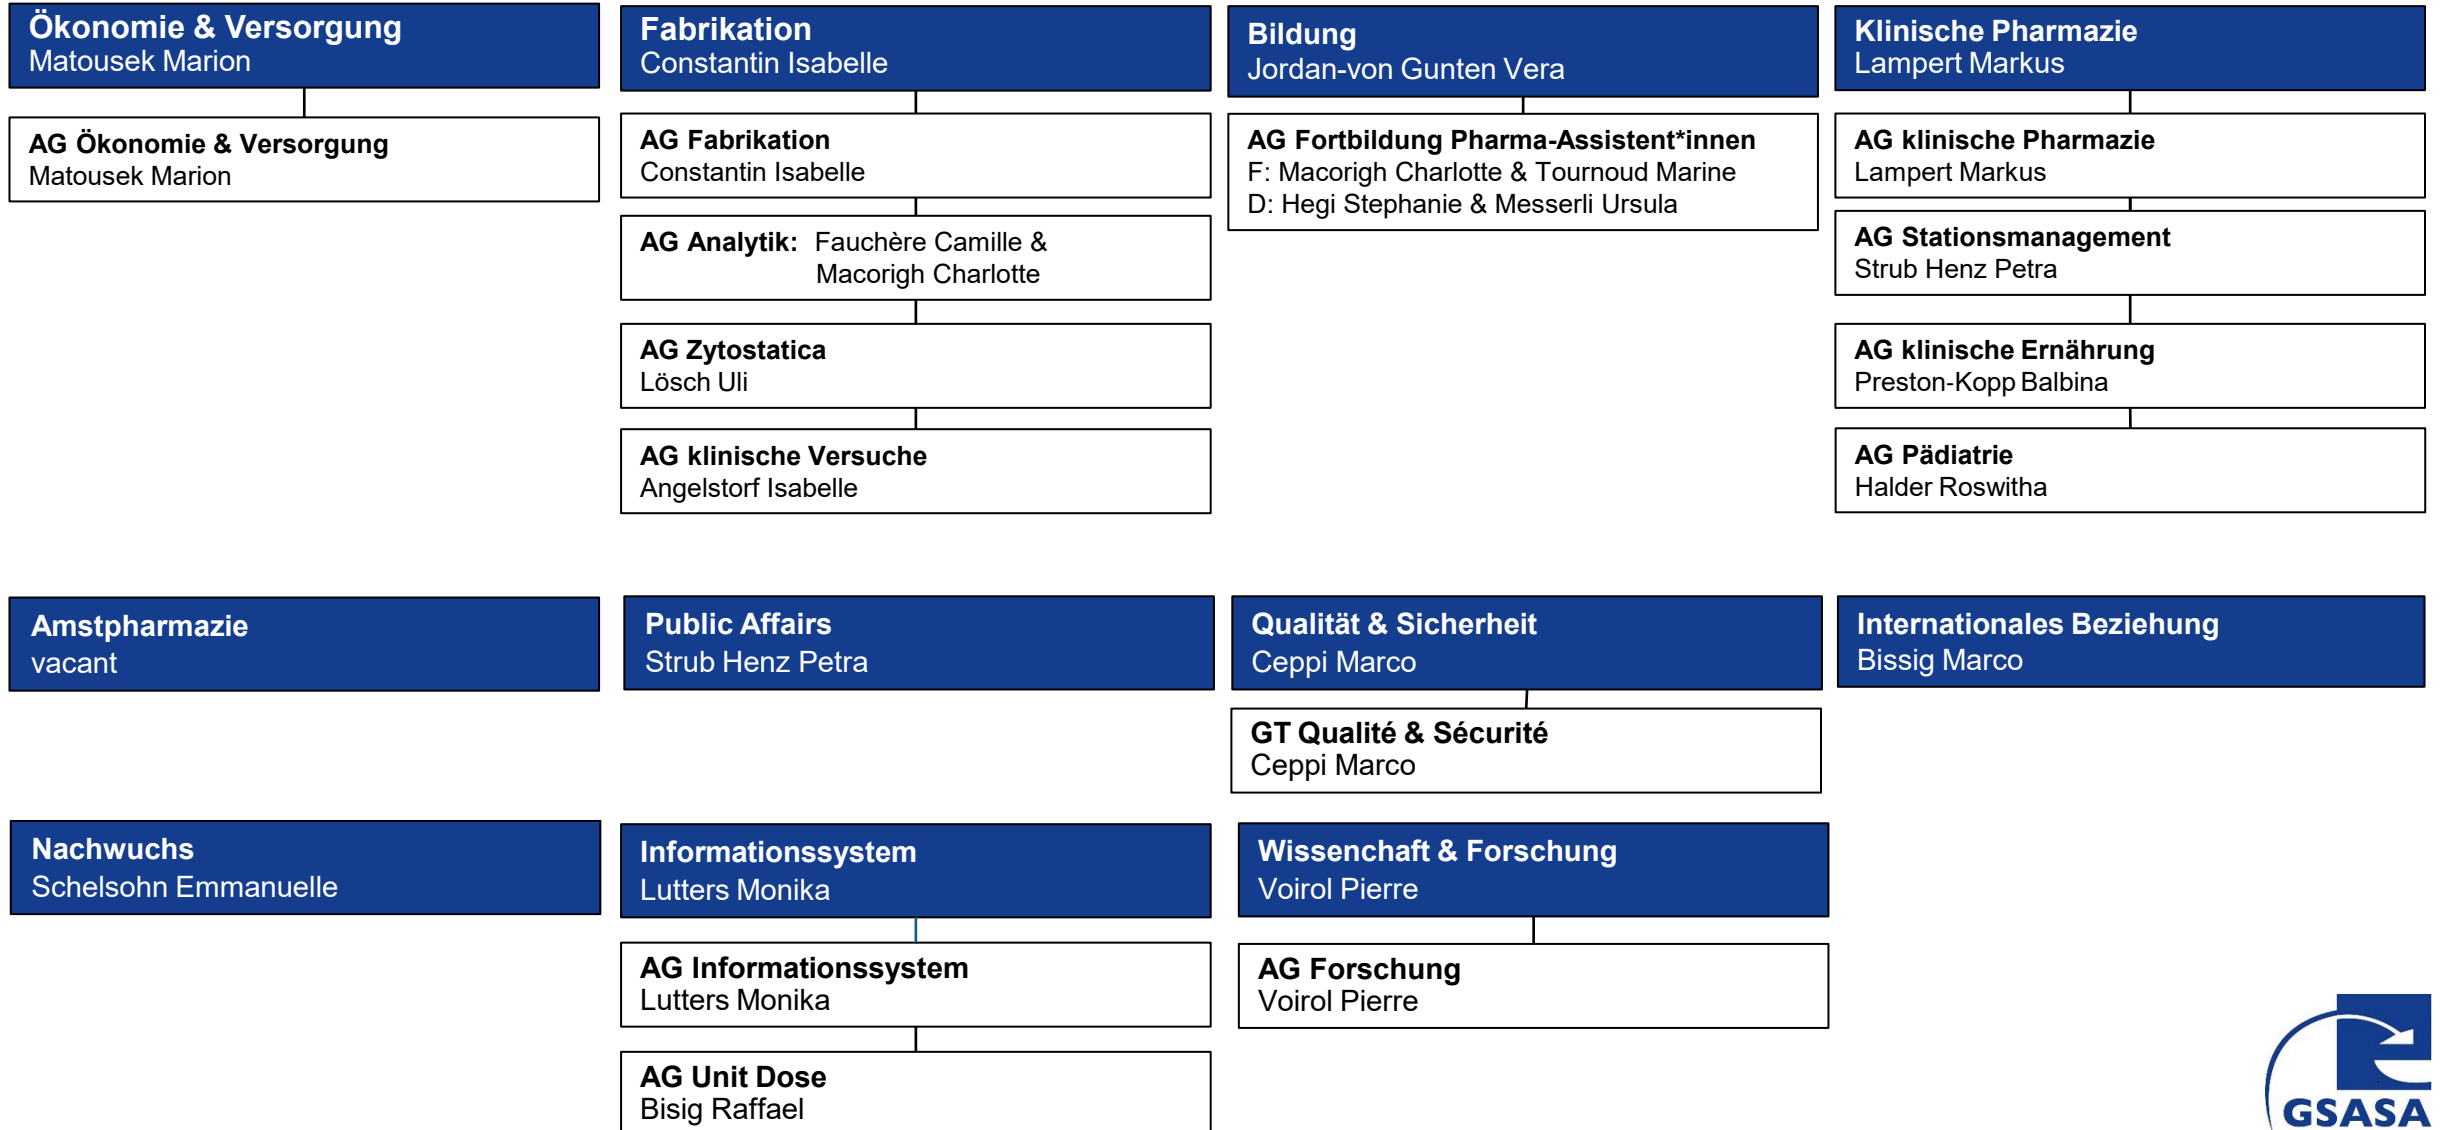 Ökonomie & Versorgung
Matousek Marion
AG Ökonomie & Versorgung
Matousek Marion
Fabrikation
Constantin Isabelle
AG Fabrikation
Constantin Isabelle
AG Analytik: Fauchère Camille &
Macorigh Charlotte
AG Zytostatica
Lösch Uli
AG klinische Versuche
Angelstorf Isabelle
Bildung
Jordan-von Gunten Vera
AG Fortbildung Pharma-Assistent*innen
F: Macorigh Charlotte & Tournoud Marine
D: Hegi Stephanie & Messerli Ursula
Klinische Pharmazie
Lampert Markus
AG klinische Pharmazie
Lampert Markus
AG Stationsmanagement
Strub Henz Petra
AG klinische Ernährung
Preston-Kopp Balbina
AG Pädiatrie
Halder Roswitha
Amstpharmazie
vacant
Public Affairs
Strub Henz Petra
Qualität & Sicherheit
Ceppi Marco
GT Qualité & Sécurité
Ceppi Marco
Internationales Beziehung
Bissig Marco
Nachwuchs
Schelsohn Emmanuelle
Informationssystem
Lutters Monika
AG Informationssystem
Lutters Monika
AG Unit Dose
Bisig Raffael
Wissenchaft & Forschung
Voirol Pierre
AG Forschung
Voirol Pierre
GSASA